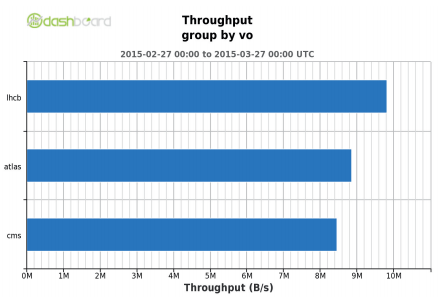 dashboard
Throughput
group by vo
2015-02-27 00:00 to 2015-03-27 00:00 UTC
lhcb
atlas
cms
0M 1M 2M 3M 4M 5M 6M 7M 8M 9M 10M
Throughput (B/s)